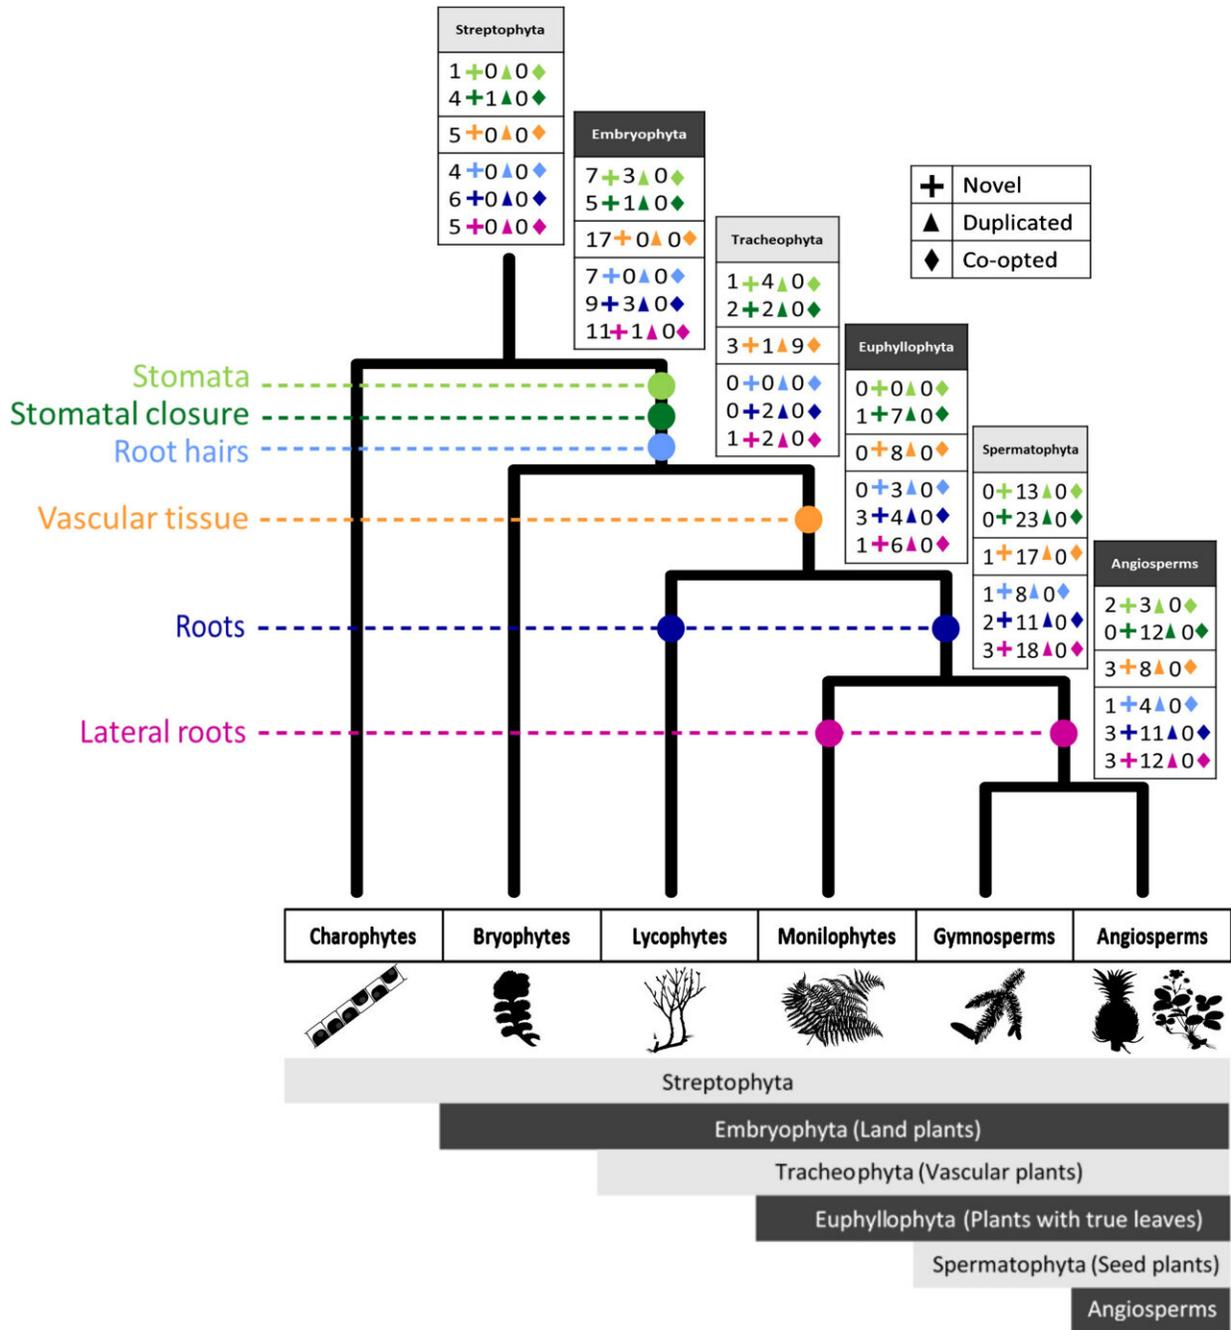 Streptophyta
1 + 0 ▲ 0 ◆
4 + 1 ▲ 0 ◆
5 + 0 ▲ 0 ◆
4 + 0 ▲ 0 ◆
6 + 0 ▲ 0 ◆
5 + 0 ▲ 0 ◆
Embryophyta
7 + 3 ▲ 0 ◆
5 + 1 ▲ 0 ◆
17 + 0 ▲ 0 ◆
7 + 0 ▲ 0 ◆
9 + 3 ▲ 0 ◆
11 + 1 ▲ 0 ◆
Tracheophyta
1 + 4 ▲ 0 ◆
2 + 2 ▲ 0 ◆
3 + 1 ▲ 9 ◆
0 + 0 ▲ 0 ◆
0 + 2 ▲ 0 ◆
1 + 2 ▲ 0 ◆
Euphyllophyta
0 + 0 ▲ 0 ◆
1 + 7 ▲ 0 ◆
0 + 8 ▲ 0 ◆
0 + 3 ▲ 0 ◆
3 + 4 ▲ 0 ◆
1 + 6 ▲ 0 ◆
Spermatophyta
0 + 13 ▲ 0 ◆
0 + 23 ▲ 0 ◆
1 + 17 ▲ 0 ◆
1 + 8 ▲ 0 ◆
2 + 11 ▲ 0 ◆
3 + 18 ▲ 0 ◆
Angiosperms
2 + 3 ▲ 0 ◆
0 + 12 ▲ 0 ◆
3 + 8 ▲ 0 ◆
1 + 4 ▲ 0 ◆
3 + 11 ▲ 0 ◆
3 + 12 ▲ 0 ◆
+ Novel
▲ Duplicated
◆ Co-opted
Stomata
Stomatal closure
Root hairs
Vascular tissue
Roots
Lateral roots
Charophytes
Bryophytes
Lycophytes
Monilophytes
Gymnosperms
Angiosperms
Streptophyta
Embryophyta (Land plants)
Tracheophyta (Vascular plants)
Euphyllophyta (Plants with true leaves)
Spermatophyta (Seed plants)
Angiosperms